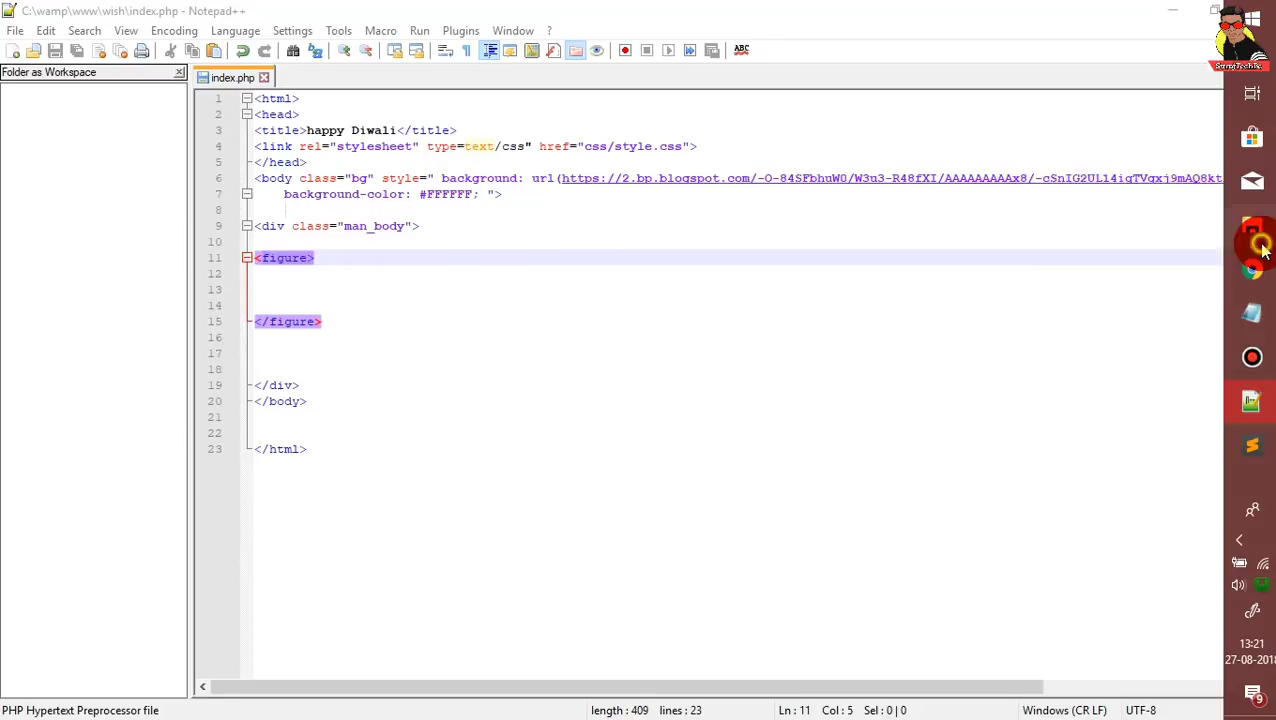 C:\wamp\www\wish\index.php - Notepad++
File Edit Search View Encoding Language Settings Tools Macro Run Plugins Window ?
ABC
Folder as Workspace
index.php
1 <html>
2 <head>
3 <title>happy Diwali</title>
4 <link rel="stylesheet" type=text/css" href="css/style.css">
5 </head>
6 <body class="bg" style=" background: url(https://2.bp.blogspot.com/-O-84SFbhuW0/W3u3-R48fXI/AAAAAAAAAx8/-cSnIG2UL14iqTVqxj9mAQ8kt
7 background-color: #FFFFFF; ">
8
9 <div class="man_body">
10
11 <figure>
12
13
14
15 </figure>
16
17
18
19 </div>
20 </body>
21
22
23 </html>
13:21
27-08-2018
9
PHP Hypertext Preprocessor file length : 409 lines : 23 Ln : 11 Col : 5 Sel : 0 | 0 Windows (CR LF) UTF-8